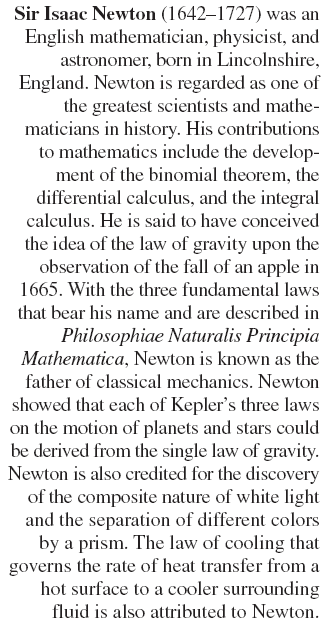 Sir Isaac Newton (1642–1727) was an
English mathematician, physicist, and
astronomer, born in Lincolnshire,
England. Newton is regarded as one of
the greatest scientists and mathe-
maticians in history. His contributions
to mathematics include the develop-
ment of the binomial theorem, the
differential calculus, and the integral
calculus. He is said to have conceived
the idea of the law of gravity upon the
observation of the fall of an apple in
1665. With the three fundamental laws
that bear his name and are described in
Philosophiae Naturalis Principia
Mathematica, Newton is known as the
father of classical mechanics. Newton
showed that each of Kepler’s three laws
on the motion of planets and stars could
be derived from the single law of gravity.
Newton is also credited for the discovery
of the composite nature of white light
and the separation of different colors
by a prism. The law of cooling that
governs the rate of heat transfer from a
hot surface to a cooler surrounding
fluid is also attributed to Newton.